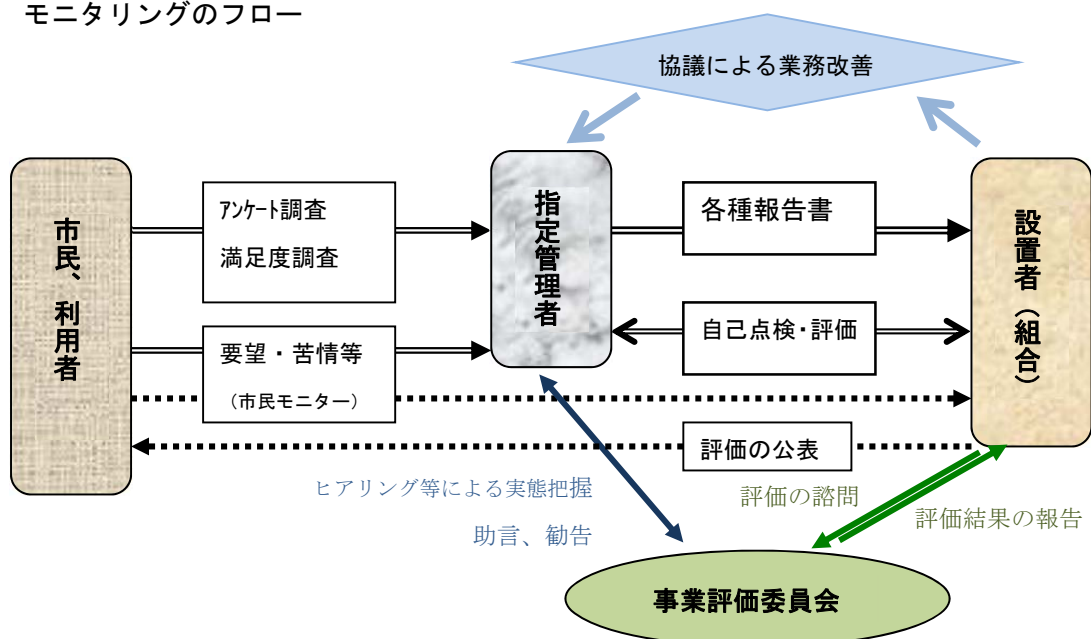 モニタリングのフロー
協議による業務改善
市民、利用者
ｱﾝｹｰﾄ調査
満足度調査
要望・苦情等
（市民モニター）
指定管理者
各種報告書
自己点検・評価
評価の公表
設置者（組合）
ヒアリング等による実態把握
助言、勧告
評価の諮問
評価結果の報告
事業評価委員会